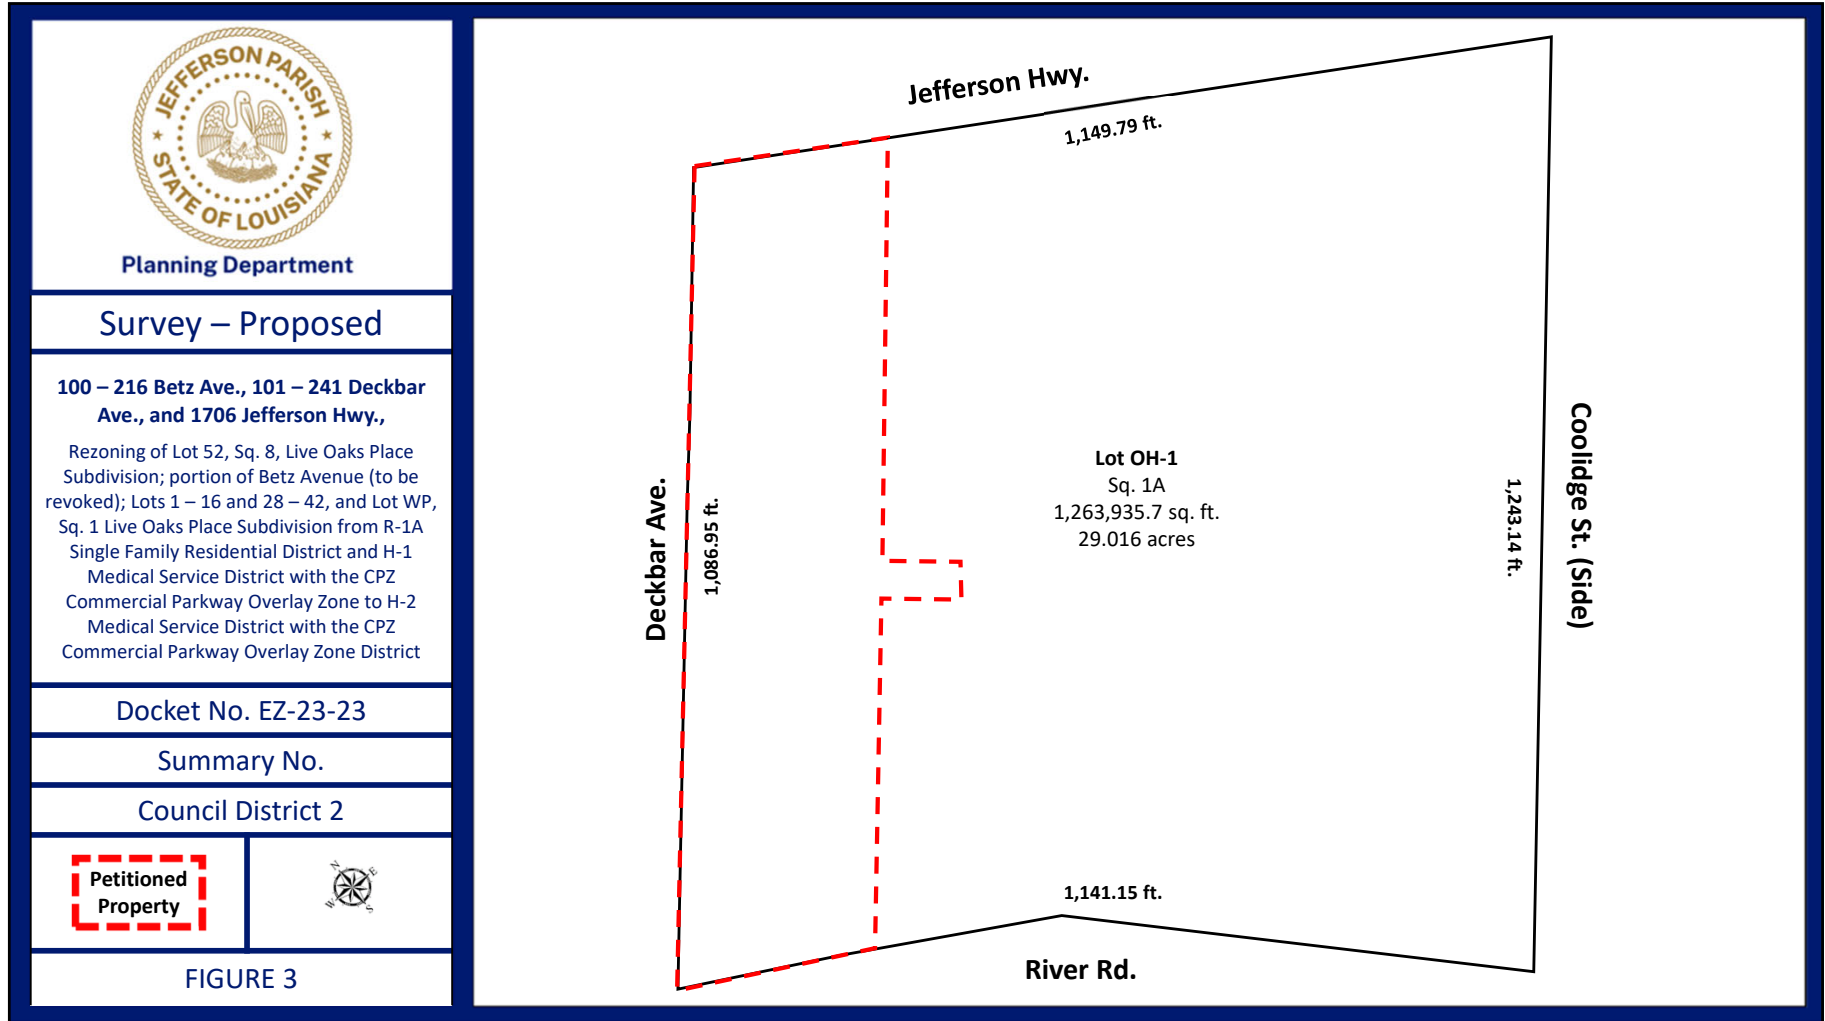 JEFFERSON PARISH
STATE OF LOUISIANA
Planning Department
Survey – Proposed
100 – 216 Betz Ave., 101 – 241 Deckbar
Ave., and 1706 Jefferson Hwy.,
Rezoning of Lot 52, Sq. 8, Live Oaks Place
Subdivision; portion of Betz Avenue (to be
revoked); Lots 1 – 16 and 28 – 42, and Lot WP,
Sq. 1 Live Oaks Place Subdivision from R-1A
Single Family Residential District and H-1
Medical Service District with the CPZ
Commercial Parkway Overlay Zone to H-2
Medical Service District with the CPZ
Commercial Parkway Overlay Zone District
Docket No. EZ-23-23
Summary No.
Council District 2
Petitioned
Property
N
E
W
S
FIGURE 3
Jefferson Hwy.
1,149.79 ft.
Deckbar Ave.
1,086.95 ft.
Lot OH-1
Sq. 1A
1,263,935.7 sq. ft.
29.016 acres
1,243.14 ft.
Coolidge St. (Side)
1,141.15 ft.
River Rd.